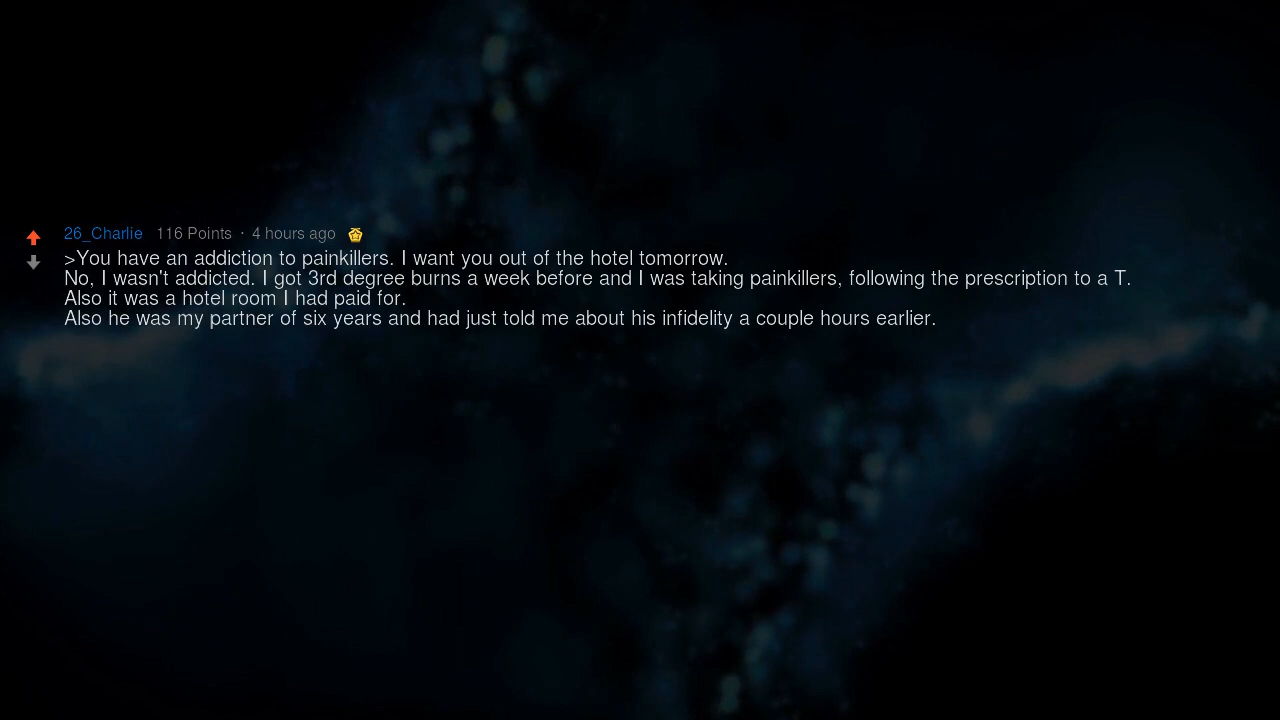 26_Charlie 116 Points · 4 hours ago
>You have an addiction to painkillers. I want you out of the hotel tomorrow.
No, I wasn't addicted. I got 3rd degree burns a week before and I was taking painkillers, following the prescription to a T.
Also it was a hotel room I had paid for.
Also he was my partner of six years and had just told me about his infidelity a couple hours earlier.